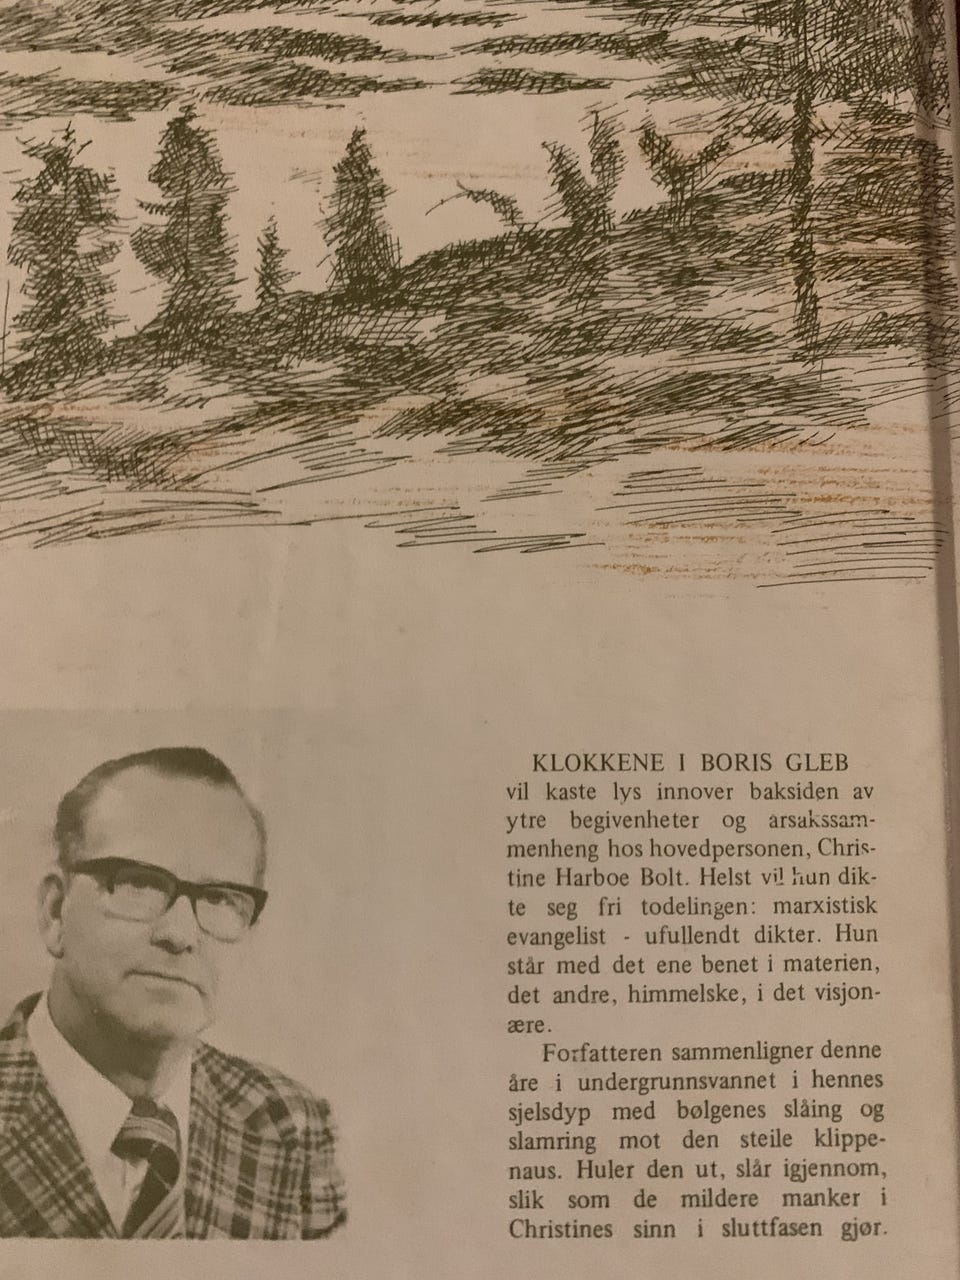 KLOKKENE I BORIS GLEB
vil kaste lys innover baksiden av
ytre begivenheter og årsakssam-
menheng hos hovedpersonen, Chris-
tine Harboe Bolt. Helst vil hun dik-
te seg fri todelingen: marxistisk
evangelist - ufullendt dikter. Hun
står med det ene benet i materien,
det andre, himmelske, i det visjon-
ære.
Forfatteren sammenligner denne
åre i undergrunnsvannet i hennes
sjelsdyp med bølgenes slåing og
slamring mot den steile klippe-
naus. Huler den ut, slår igjennom,
slik som de mildere manker i
Christines sinn i sluttfasen gjør.